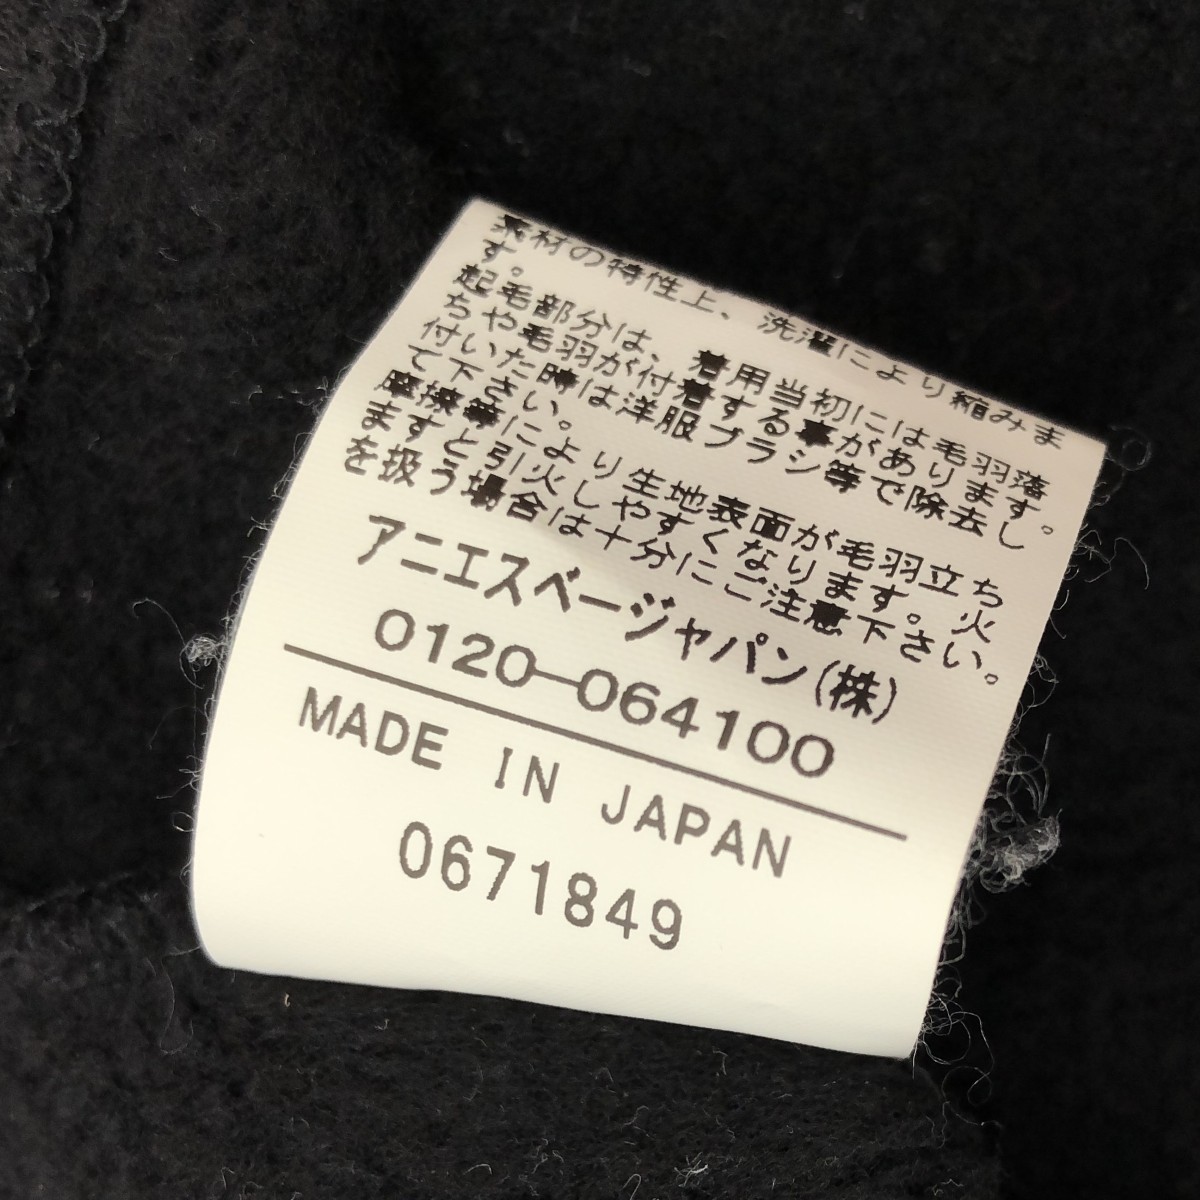 素材の特性上、洗濯により縮みま
す。
起毛部分は、着用当初には毛羽落
ちや毛羽が付着する事があります。
付いた時は洋服ブラシ等で除去し
て下さい。
摩擦等により生地表面が毛羽立ち
ますと引火しやすくなります。火
を扱う場合は十分にご注意下さい。
アニエスベージャパン(株)
0120-064100
MADE IN JAPAN
0671849